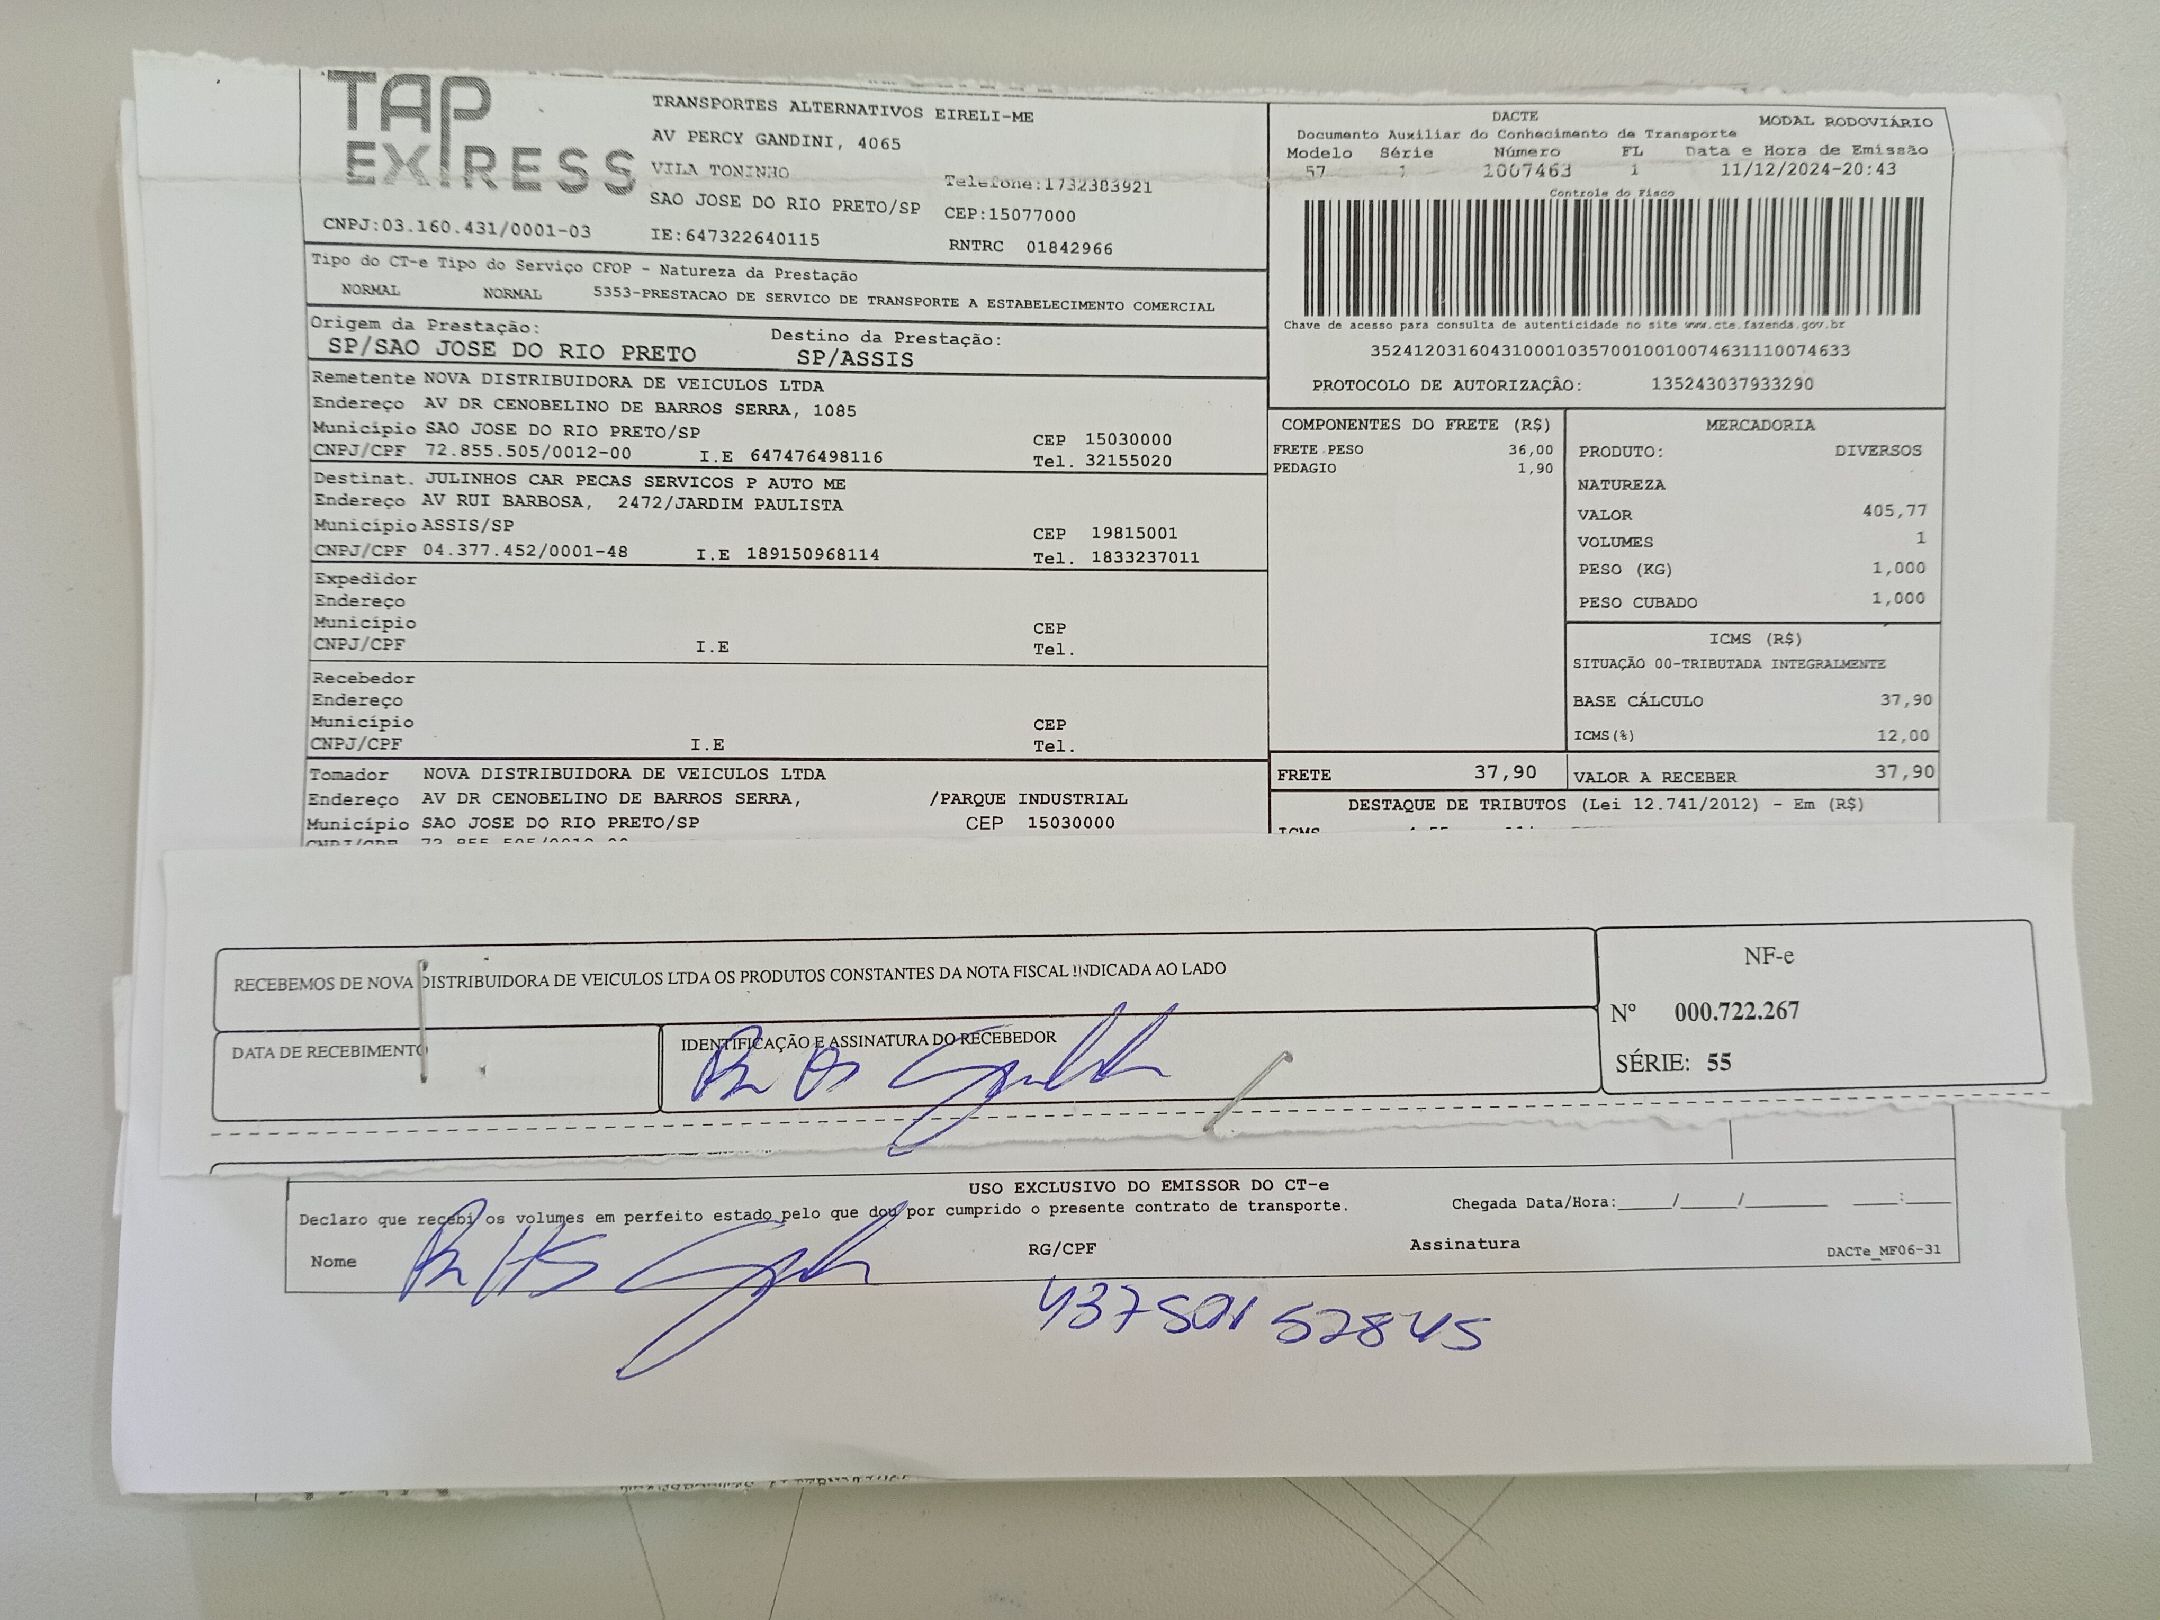 TAP
EXPRESS
TRANSPORTES ALTERNATIVOS EIRELI-ME
AV PERCY GANDINI, 4065
VILA TONINHO
Telefone:1732383921
SAO JOSE DO RIO PRETO/SP CEP:15077000
CNPJ:03.160.431/0001-03 IE:647322640115 RNTRC 01842966
Tipo do CT-e Tipo do Serviço CFOP - Natureza da Prestação
NORMAL NORMAL 5353-PRESTACAO DE SERVICO DE TRANSPORTE A ESTABELECIMENTO COMERCIAL
Origem da Prestação: Destino da Prestação:
SP/SAO JOSE DO RIO PRETO SP/ASSIS
Remetente NOVA DISTRIBUIDORA DE VEICULOS LTDA
Endereço AV DR CENOBELINO DE BARROS SERRA, 1085
Município SAO JOSE DO RIO PRETO/SP CEP 15030000
CNPJ/CPF 72.855.505/0012-00 I.E 647476498116 Tel. 32155020
Destinat. JULINHOS CAR PECAS SERVICOS P AUTO ME
Endereço AV RUI BARBOSA, 2472/JARDIM PAULISTA
Município ASSIS/SP CEP 19815001
CNPJ/CPF 04.377.452/0001-48 I.E 189150968114 Tel. 1833237011
Expedidor
Endereço
Município CEP
CNPJ/CPF I.E Tel.
Recebedor
Endereço
Município CEP
CNPJ/CPF I.E Tel.
Tomador NOVA DISTRIBUIDORA DE VEICULOS LTDA
Endereço AV DR CENOBELINO DE BARROS SERRA, /PARQUE INDUSTRIAL
Município SAO JOSE DO RIO PRETO/SP CEP 15030000
DACTE MODAL RODOVIÁRIO
Documento Auxiliar do Conhecimento de Transporte
Modelo Série Número FL Data e Hora de Emissão
57 1 1007463 1 11/12/2024-20:43
Controle do Fisco
Chave de acesso para consulta de autenticidade no site www.cte.fazenda.gov.br
35241203160431000103570010010074631110074633
PROTOCOLO DE AUTORIZAÇÃO: 135243037933290
COMPONENTES DO FRETE (R$)
FRETE PESO 36,00
PEDAGIO 1,90
MERCADORIA
PRODUTO: DIVERSOS
NATUREZA
VALOR 405,77
VOLUMES 1
PESO (KG) 1,000
PESO CUBADO 1,000
ICMS (R$)
SITUAÇÃO 00-TRIBUTADA INTEGRALMENTE
BASE CÁLCULO 37,90
ICMS(%) 12,00
FRETE 37,90 VALOR A RECEBER 37,90
DESTAQUE DE TRIBUTOS (Lei 12.741/2012) - Em (R$)
RECEBEMOS DE NOVA DISTRIBUIDORA DE VEICULOS LTDA OS PRODUTOS CONSTANTES DA NOTA FISCAL INDICADA AO LADO
DATA DE RECEBIMENTO
IDENTIFICAÇÃO E ASSINATURA DO RECEBEDOR
NF-e
Nº 000.722.267
SÉRIE: 55
USO EXCLUSIVO DO EMISSOR DO CT-e
Declaro que recebi os volumes em perfeito estado pelo que dou por cumprido o presente contrato de transporte. Chegada Data/Hora:_____/_____/_______ ____:____
Nome RG/CPF Assinatura DACTe_MF06-31